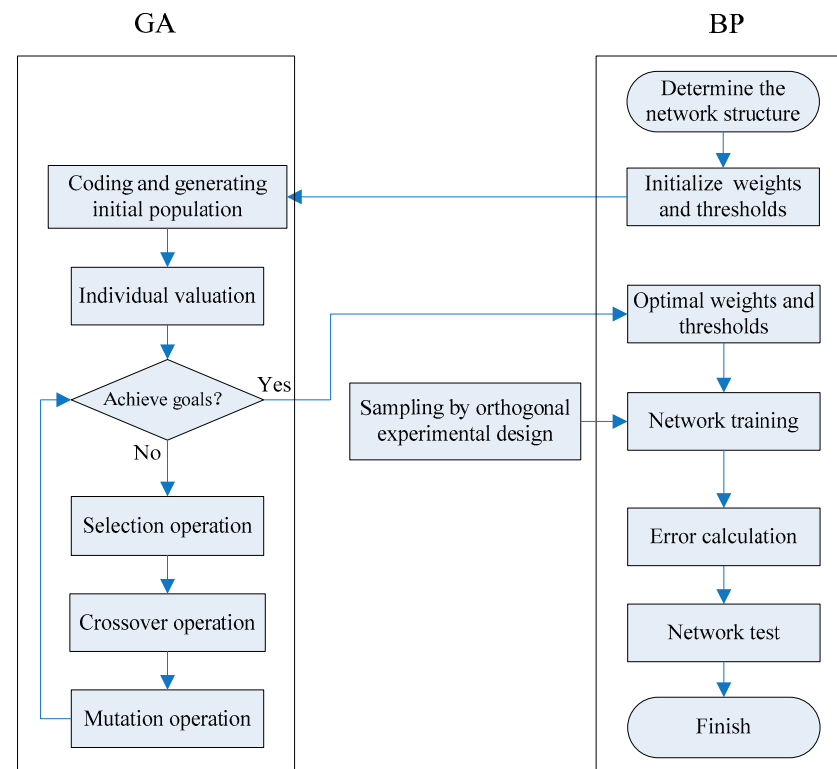 GA
BP
Determine the
network structure
Coding and generating
initial population
Initialize weights
and thresholds
Individual valuation
Optimal weights and
thresholds
Achieve goals?
Yes
No
Sampling by orthogonal
experimental design
Network training
Selection operation
Error calculation
Crossover operation
Network test
Mutation operation
Finish